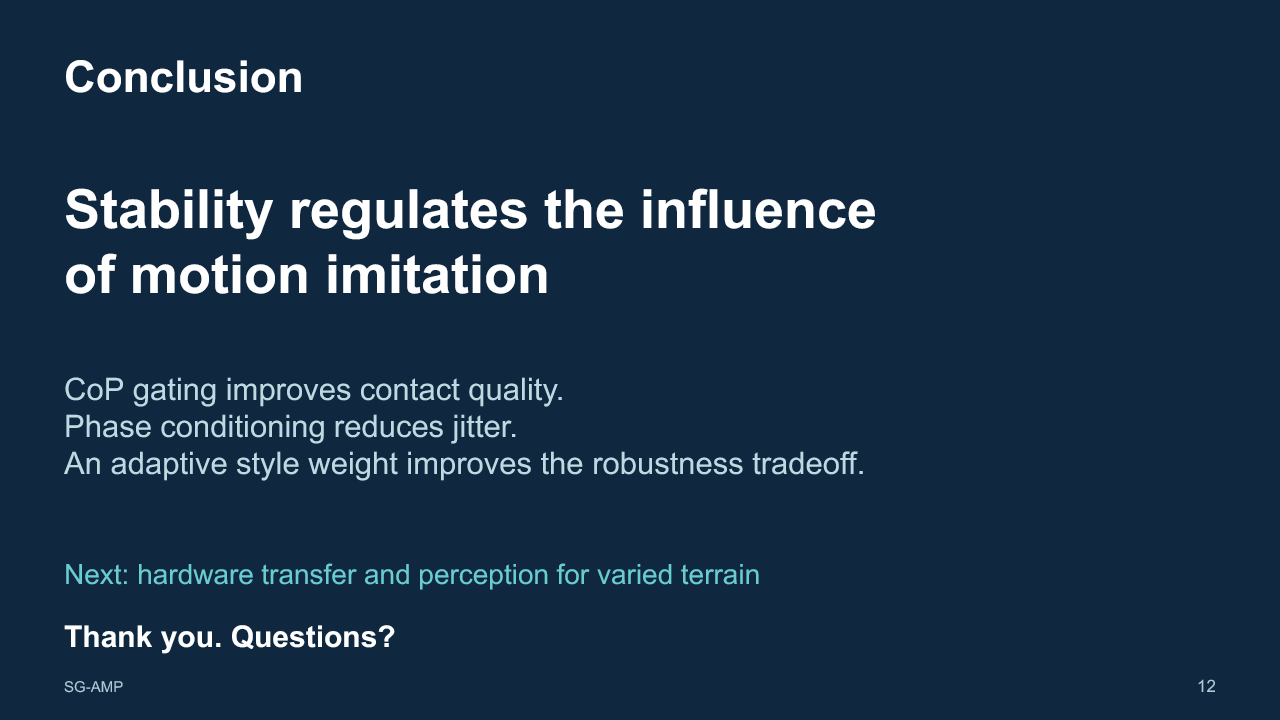 Conclusion
Stability regulates the influence
of motion imitation
CoP gating improves contact quality.
Phase conditioning reduces jitter.
An adaptive style weight improves the robustness tradeoff.
Next: hardware transfer and perception for varied terrain
Thank you. Questions?
SG-AMP
12